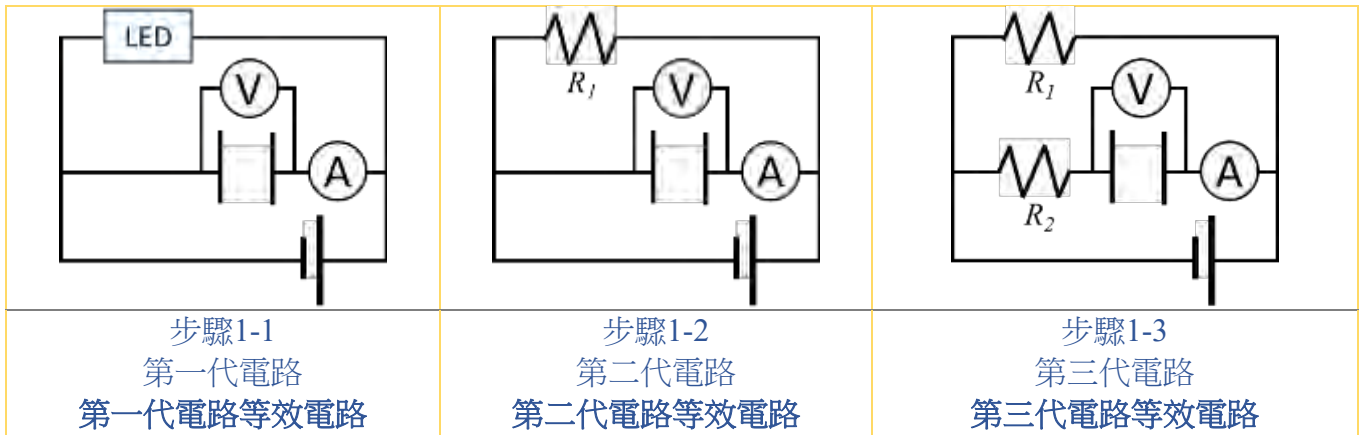 LED
V
A
R1
V
A
R1
V
R2
A
步驟1-1
第一代電路
第一代電路等效電路
步驟1-2
第二代電路
第二代電路等效電路
步驟1-3
第三代電路
第三代電路等效電路